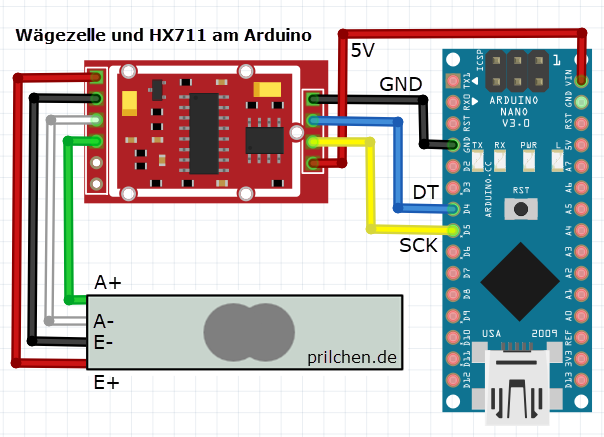 Wägezelle und HX711 am Arduino
5V
GND
DT
SCK
A+
A-
E-
E+
prilchen.de
ICSP
1
ARDUINO
NANO
V3.0
TX RX PWR L
ARDUINO.CC
RST
USA 2009
TX1
RX0
RST
GND
D2
D3
D4
D5
D6
D7
D8
D9
D10
D11
D12
VIN
GND
RST
5V
A7
A6
A5
A4
A3
A2
A1
A0
REF
3V3
D13